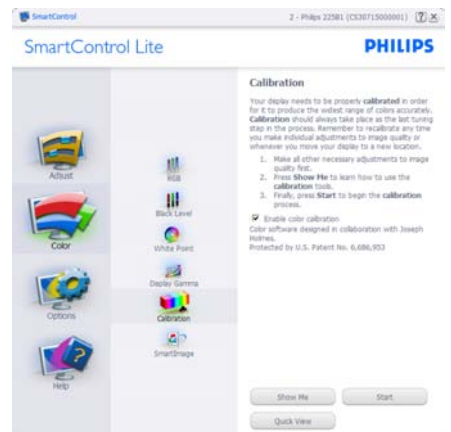 SmartControl
2 - Philips 225B1 (CS30715000001)
SmartControl Lite
PHILIPS
Adjust
Color
Options
Help
RGB
Black Level
White Point
Display Gamma
Calibration
SmartImage
Calibration
Your display needs to be properly calibrated in order
for it to produce the widest range of colors accurately.
Calibration should always take place as the last tuning
step in the process. Remember to recalibrate any time
you make individual adjustments to image quality or
whenever you move your display to a new location.
1. Make all other necessary adjustments to image
quality first.
2. Press Show Me to learn how to use the
calibration tools.
3. Finally, press Start to begin the calibration
process.
Enable color calibration
Color software designed in collaboration with Joseph
Holmes.
Protected by U.S. Patent No. 6,686,953
Show Me
Start
Quick View